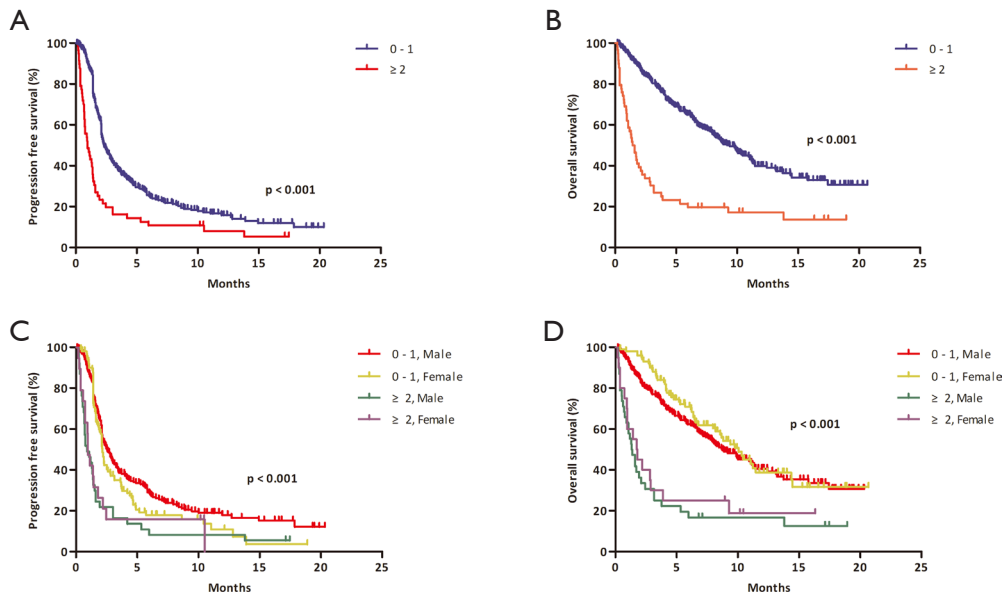 A
Progression free survival (%)
100
80
60
40
20
0
0 5 10 15 20 25
Months
0 - 1
≥ 2
p < 0.001
B
Overall survival (%)
100
80
60
40
20
0
0 5 10 15 20 25
Months
0 - 1
≥ 2
p < 0.001
C
Progression free survival (%)
100
80
60
40
20
0
0 5 10 15 20 25
Months
0 - 1, Male
0 - 1, Female
≥ 2, Male
≥ 2, Female
p < 0.001
D
Overall survival (%)
100
80
60
40
20
0
0 5 10 15 20 25
Months
0 - 1, Male
0 - 1, Female
≥ 2, Male
≥ 2, Female
p < 0.001